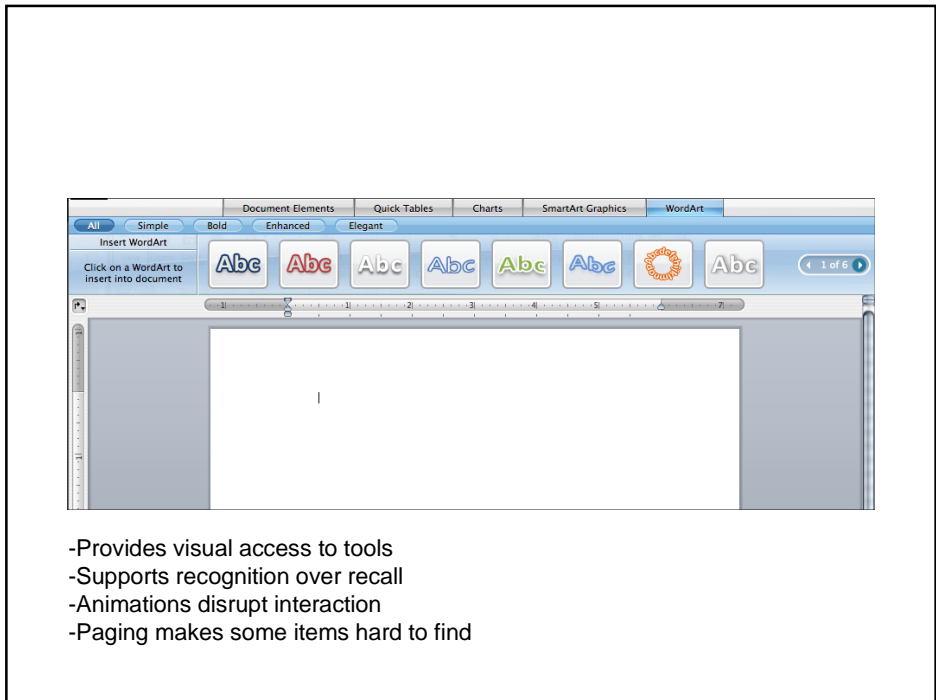 Document Elements Quick Tables Charts SmartArt Graphics WordArt
All Simple Bold Enhanced Elegant
Insert WordArt
Click on a WordArt to
insert into document
Abc Abc Abc Abc Abc Abc Abc
1 of 6
1 1 2 3 4 5 7
1
1
-Provides visual access to tools
-Supports recognition over recall
-Animations disrupt interaction
-Paging makes some items hard to find